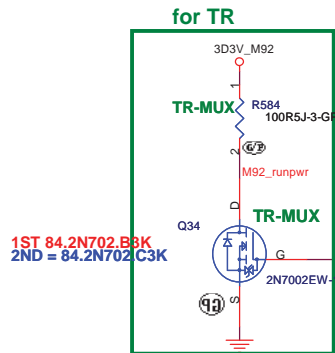 for TR
3D3V_M92
1
R584
TR-MUX
100R5J-3-GP
2
G/P
M92_runpwr
D
Q34
TR-MUX
1ST 84.2N702.B3K
2ND = 84.2N702.C3K
G
2N7002EW-
S
GP